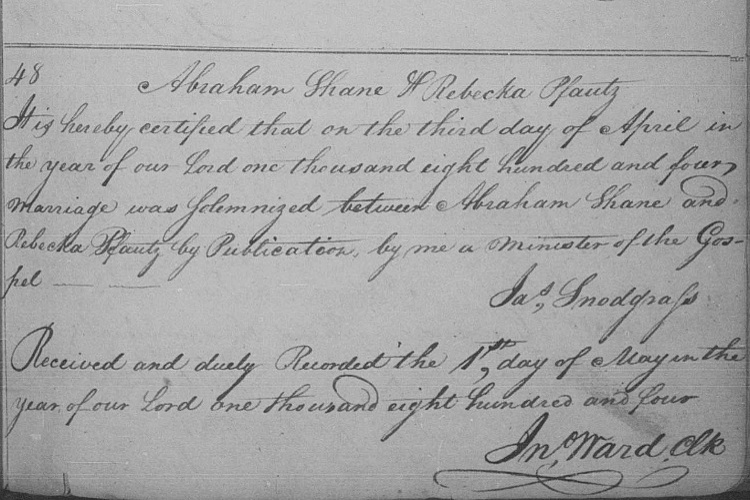 48
Abraham Shane & Rebecka Pfautz
It is hereby certified that on the third day of April in
the year of our Lord one thousand eight hundred and four,
marriage was solemnized between Abraham Shane and
Rebecka Pfautz by Publication, by me a Minister of the Gos-
pel — —
Jas, Snodgrass
Received and duely Recorded the 1st, day of May in the
year of our Lord one thousand eight hundred and four
Jno. Ward, Clk